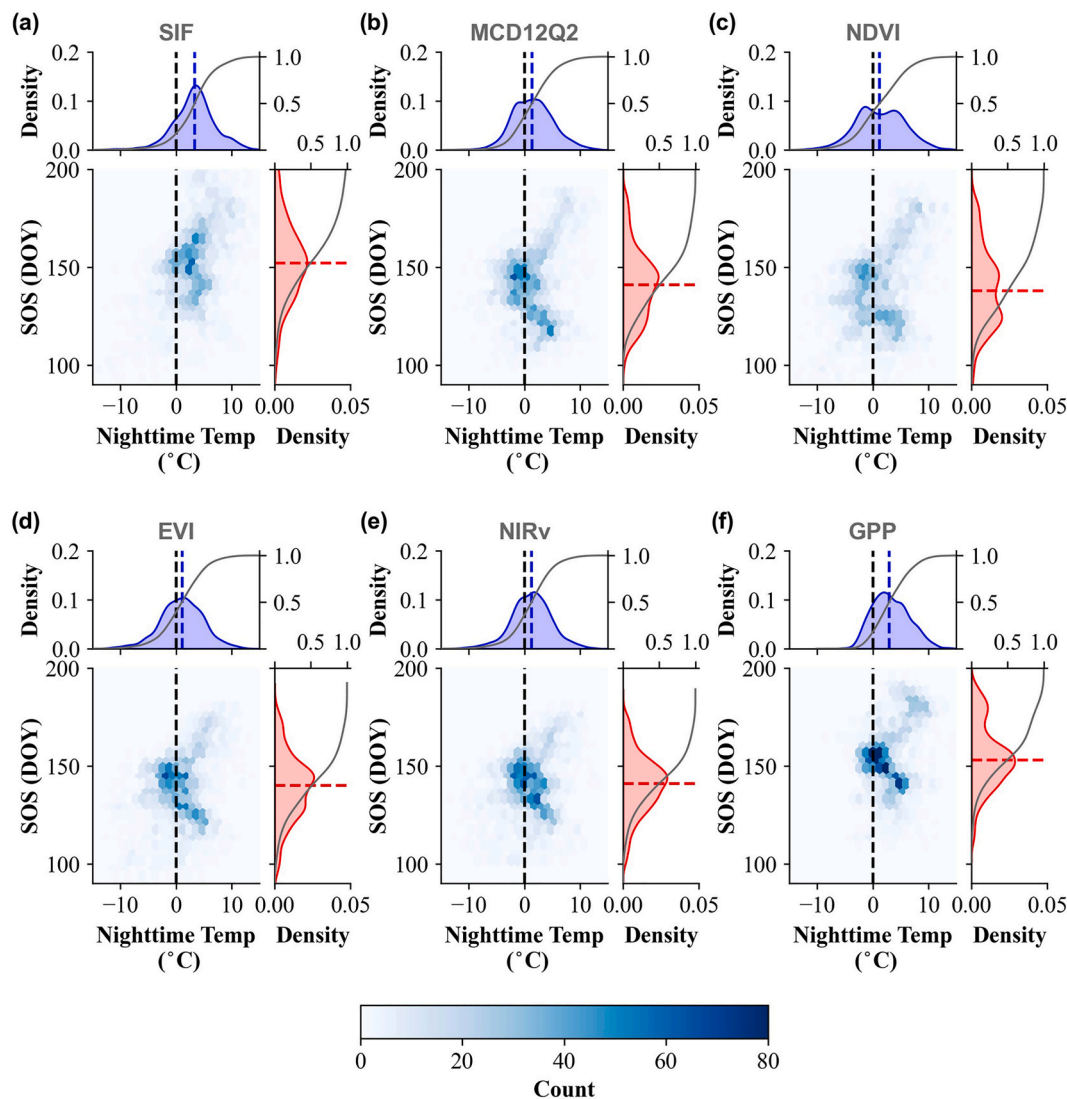 (a) SIF (b) MCD12Q2 (c) NDVI
0.2 1.0 0.2 1.0 0.2 1.0
Density Density Density
0.1 0.5 0.1 0.5 0.1 0.5
0.5 1.0 0.5 1.0 0.5 1.0
0.0 0.0 0.0
200 200 200
SOS (DOY) SOS (DOY) SOS (DOY)
150 150 150
100 100 100
−10 0 10 0.00 0.05 −10 0 10 0.00 0.05 −10 0 10 0.00 0.05
Nighttime Temp Density Nighttime Temp Density Nighttime Temp Density
(°C) (°C) (°C)
(d) EVI (e) NIRv (f) GPP
0.2 1.0 0.2 1.0 0.2 1.0
Density Density Density
0.1 0.5 0.1 0.5 0.1 0.5
0.5 1.0 0.5 1.0 0.5 1.0
0.0 0.0 0.0
200 200 200
SOS (DOY) SOS (DOY) SOS (DOY)
150 150 150
100 100 100
−10 0 10 0.00 0.05 −10 0 10 0.00 0.05 −10 0 10 0.00 0.05
Nighttime Temp Density Nighttime Temp Density Nighttime Temp Density
(°C) (°C) (°C)
0 20 40 60 80
Count